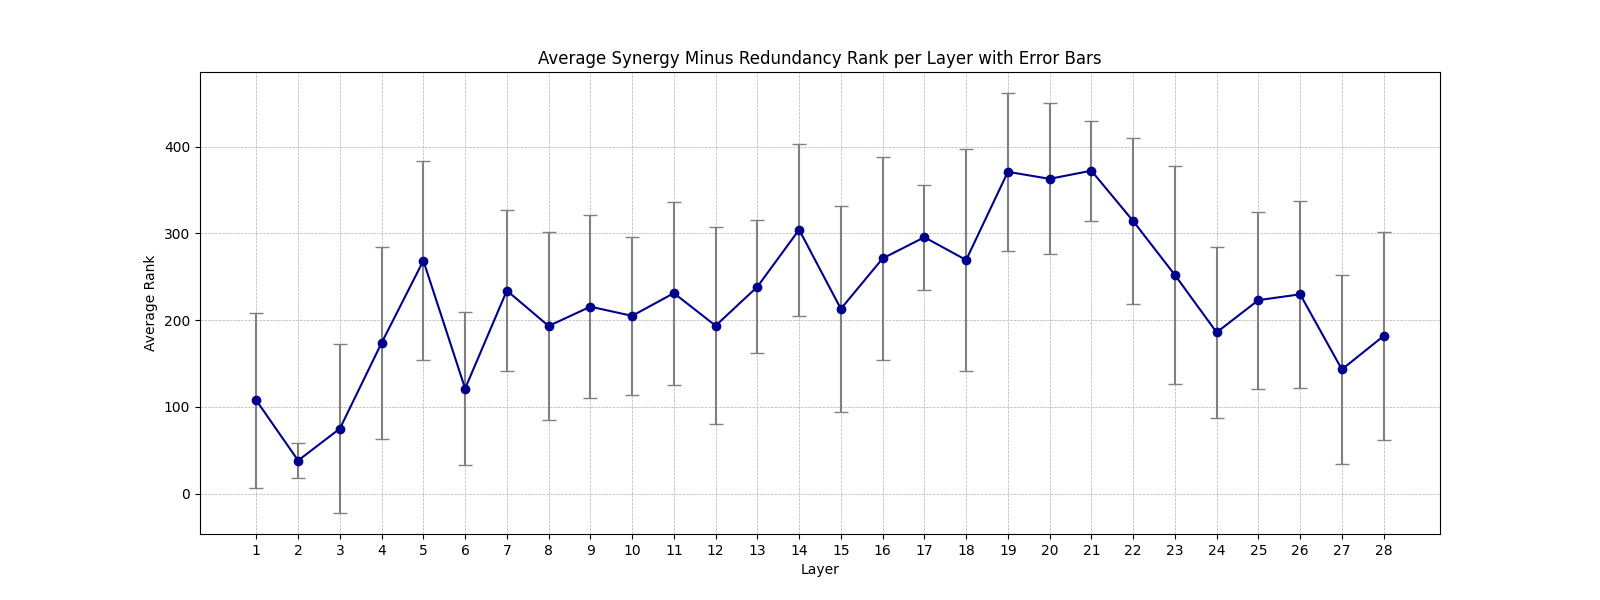 Average Synergy Minus Redundancy Rank per Layer with Error Bars
Average Rank
400
300
200
100
0
1 2 3 4 5 6 7 8 9 10 11 12 13 14 15 16 17 18 19 20 21 22 23 24 25 26 27 28
Layer